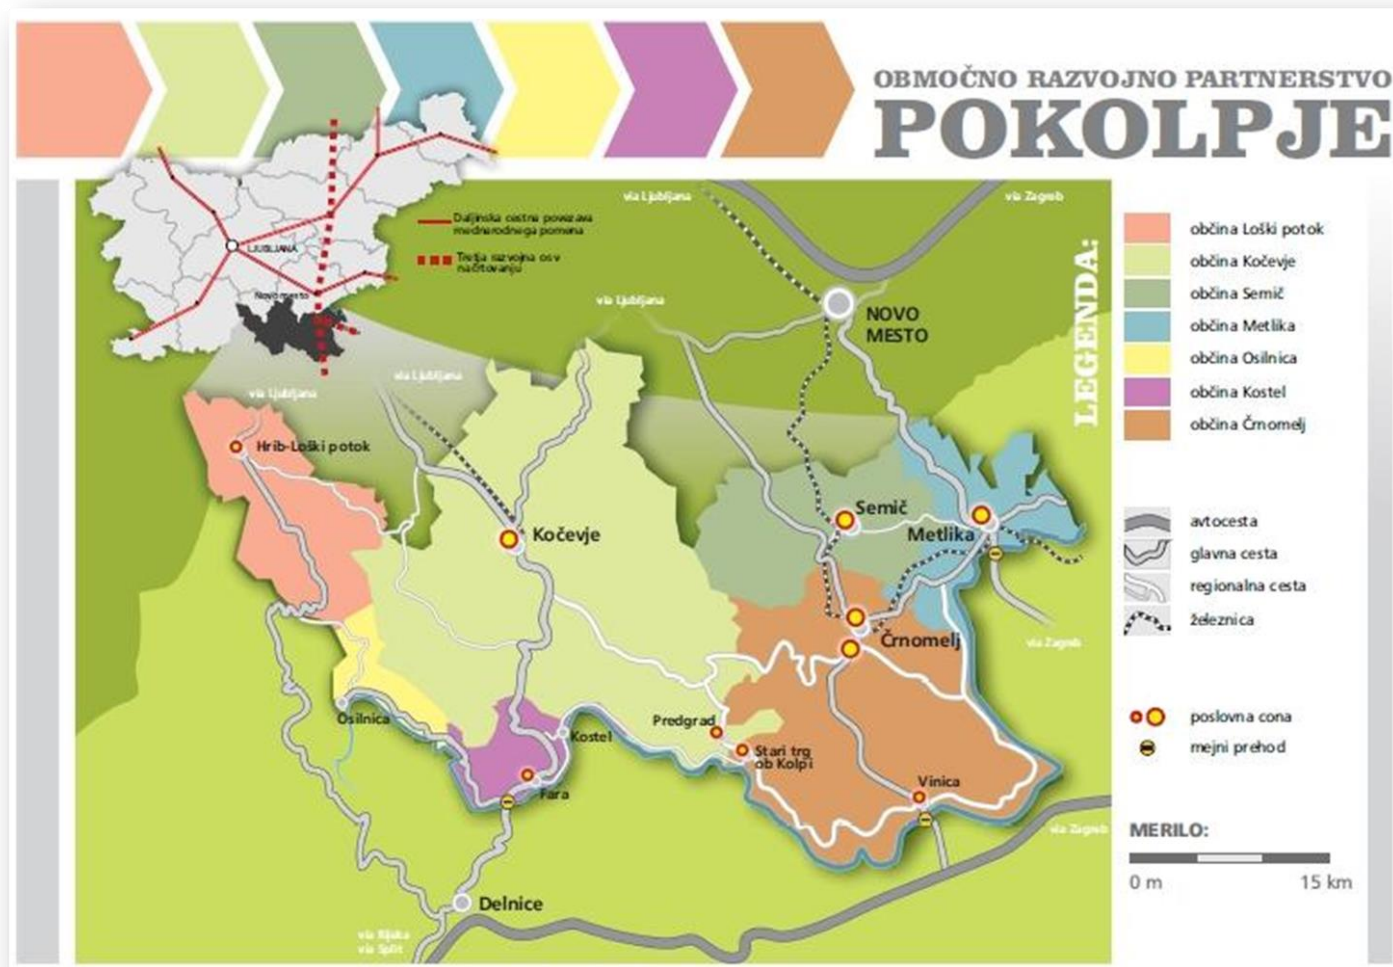 OBMOČNO RAZVOJNO PARTNERSTVO
POKOLPJE
LJUBLJANA
Novo mesto
Daljinska cestna povezava
mednarodnega pomena
Tretja razvojna os v
načrtovanju
via Ljubljana
via Zagreb
via Ljubljana
via Ljubljana
via Ljubljana
NOVO
MESTO
Hrib-Loški potok
Kočevje
Semič
Metlika
Črnomelj
via Zagreb
Osilnica
Kostel
Predgrad
Stari trg
ob Kolpi
Fara
Vinica
via Zagreb
Delnice
via Rijeka
via Split
LEGENDA:
občina Loški potok
občina Kočevje
občina Semič
občina Metlika
občina Osilnica
občina Kostel
občina Črnomelj
avtocesta
glavna cesta
regionalna cesta
železnica
poslovna cona
mejni prehod
MERILO:
0 m 15 km